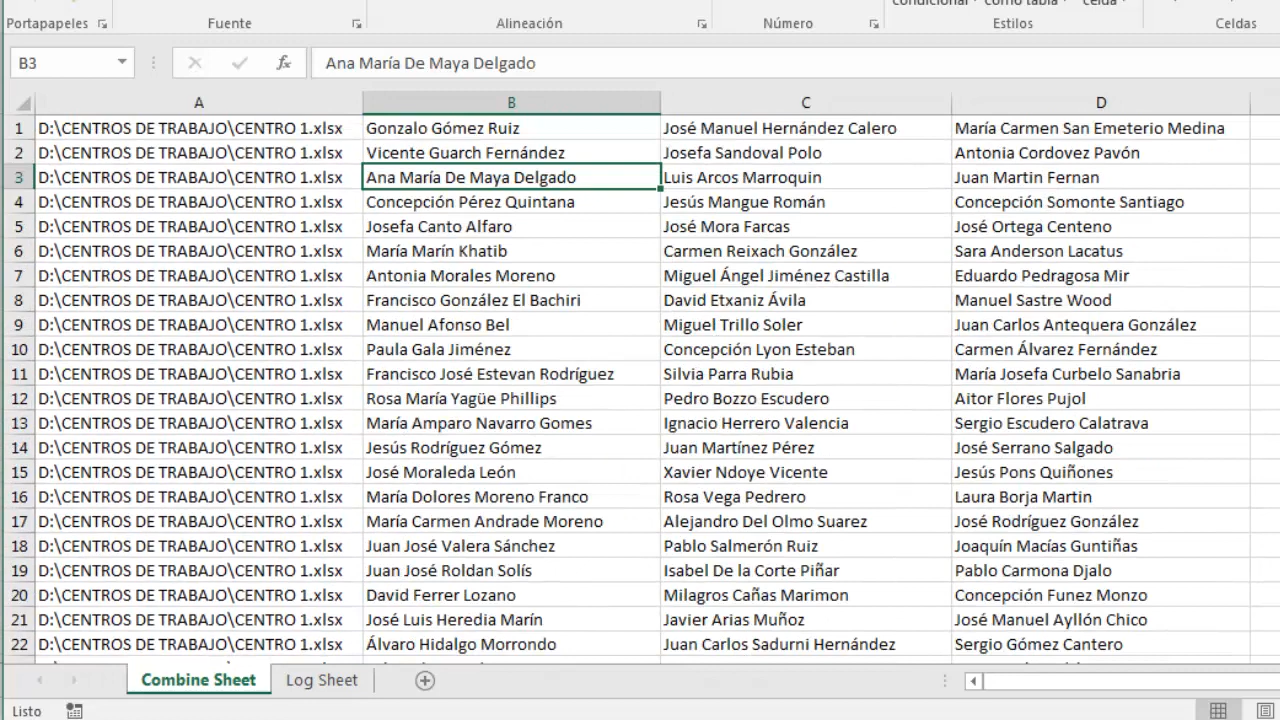 condicional como tabla celda
Portapapeles Fuente Alineación Número Estilos Celdas
B3 fx Ana María De Maya Delgado
A B C D
1 D:\CENTROS DE TRABAJO\CENTRO 1.xlsx Gonzalo Gómez Ruiz José Manuel Hernández Calero María Carmen San Emeterio Medina
2 D:\CENTROS DE TRABAJO\CENTRO 1.xlsx Vicente Guarch Fernández Josefa Sandoval Polo Antonia Cordovez Pavón
3 D:\CENTROS DE TRABAJO\CENTRO 1.xlsx Ana María De Maya Delgado Luis Arcos Marroquin Juan Martin Fernan
4 D:\CENTROS DE TRABAJO\CENTRO 1.xlsx Concepción Pérez Quintana Jesús Mangue Román Concepción Somonte Santiago
5 D:\CENTROS DE TRABAJO\CENTRO 1.xlsx Josefa Canto Alfaro José Mora Farcas José Ortega Centeno
6 D:\CENTROS DE TRABAJO\CENTRO 1.xlsx María Marín Khatib Carmen Reixach González Sara Anderson Lacatus
7 D:\CENTROS DE TRABAJO\CENTRO 1.xlsx Antonia Morales Moreno Miguel Ángel Jiménez Castilla Eduardo Pedragosa Mir
8 D:\CENTROS DE TRABAJO\CENTRO 1.xlsx Francisco González El Bachiri David Etxaniz Ávila Manuel Sastre Wood
9 D:\CENTROS DE TRABAJO\CENTRO 1.xlsx Manuel Afonso Bel Miguel Trillo Soler Juan Carlos Antequera González
10 D:\CENTROS DE TRABAJO\CENTRO 1.xlsx Paula Gala Jiménez Concepción Lyon Esteban Carmen Álvarez Fernández
11 D:\CENTROS DE TRABAJO\CENTRO 1.xlsx Francisco José Estevan Rodríguez Silvia Parra Rubia María Josefa Curbelo Sanabria
12 D:\CENTROS DE TRABAJO\CENTRO 1.xlsx Rosa María Yagüe Phillips Pedro Bozzo Escudero Aitor Flores Pujol
13 D:\CENTROS DE TRABAJO\CENTRO 1.xlsx María Amparo Navarro Gomes Ignacio Herrero Valencia Sergio Escudero Calatrava
14 D:\CENTROS DE TRABAJO\CENTRO 1.xlsx Jesús Rodríguez Gómez Juan Martínez Pérez José Serrano Salgado
15 D:\CENTROS DE TRABAJO\CENTRO 1.xlsx José Moraleda León Xavier Ndoye Vicente Jesús Pons Quiñones
16 D:\CENTROS DE TRABAJO\CENTRO 1.xlsx María Dolores Moreno Franco Rosa Vega Pedrero Laura Borja Martin
17 D:\CENTROS DE TRABAJO\CENTRO 1.xlsx María Carmen Andrade Moreno Alejandro Del Olmo Suarez José Rodríguez González
18 D:\CENTROS DE TRABAJO\CENTRO 1.xlsx Juan José Valera Sánchez Pablo Salmerón Ruiz Joaquín Macías Guntiñas
19 D:\CENTROS DE TRABAJO\CENTRO 1.xlsx Juan José Roldan Solís Isabel De la Corte Piñar Pablo Carmona Djalo
20 D:\CENTROS DE TRABAJO\CENTRO 1.xlsx David Ferrer Lozano Milagros Cañas Marimon Concepción Funez Monzo
21 D:\CENTROS DE TRABAJO\CENTRO 1.xlsx José Luis Heredia Marín Javier Arias Muñoz José Manuel Ayllón Chico
22 D:\CENTROS DE TRABAJO\CENTRO 1.xlsx Álvaro Hidalgo Morrondo Juan Carlos Sadurni Hernández Sergio Gómez Cantero
Combine Sheet Log Sheet
Listo